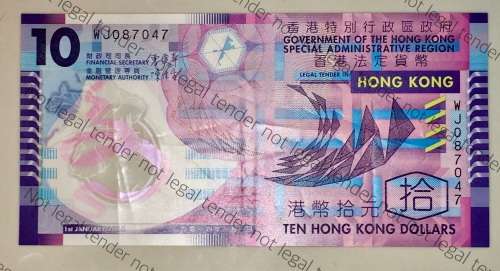 10 WJ087047
香港特別行政區政府
GOVERNMENT OF THE HONG KONG
SPECIAL ADMINISTRATIVE REGION
香港法定貨幣
LEGAL TENDER IN
HONG KONG
財政司司長
FINANCIAL SECRETARY
金融管理專員
MONETARY AUTHORITY
WJ087047
拾
港幣拾元
TEN HONG KONG DOLLARS
1st JANUARY
Not legal tender not legal tender not legal tender